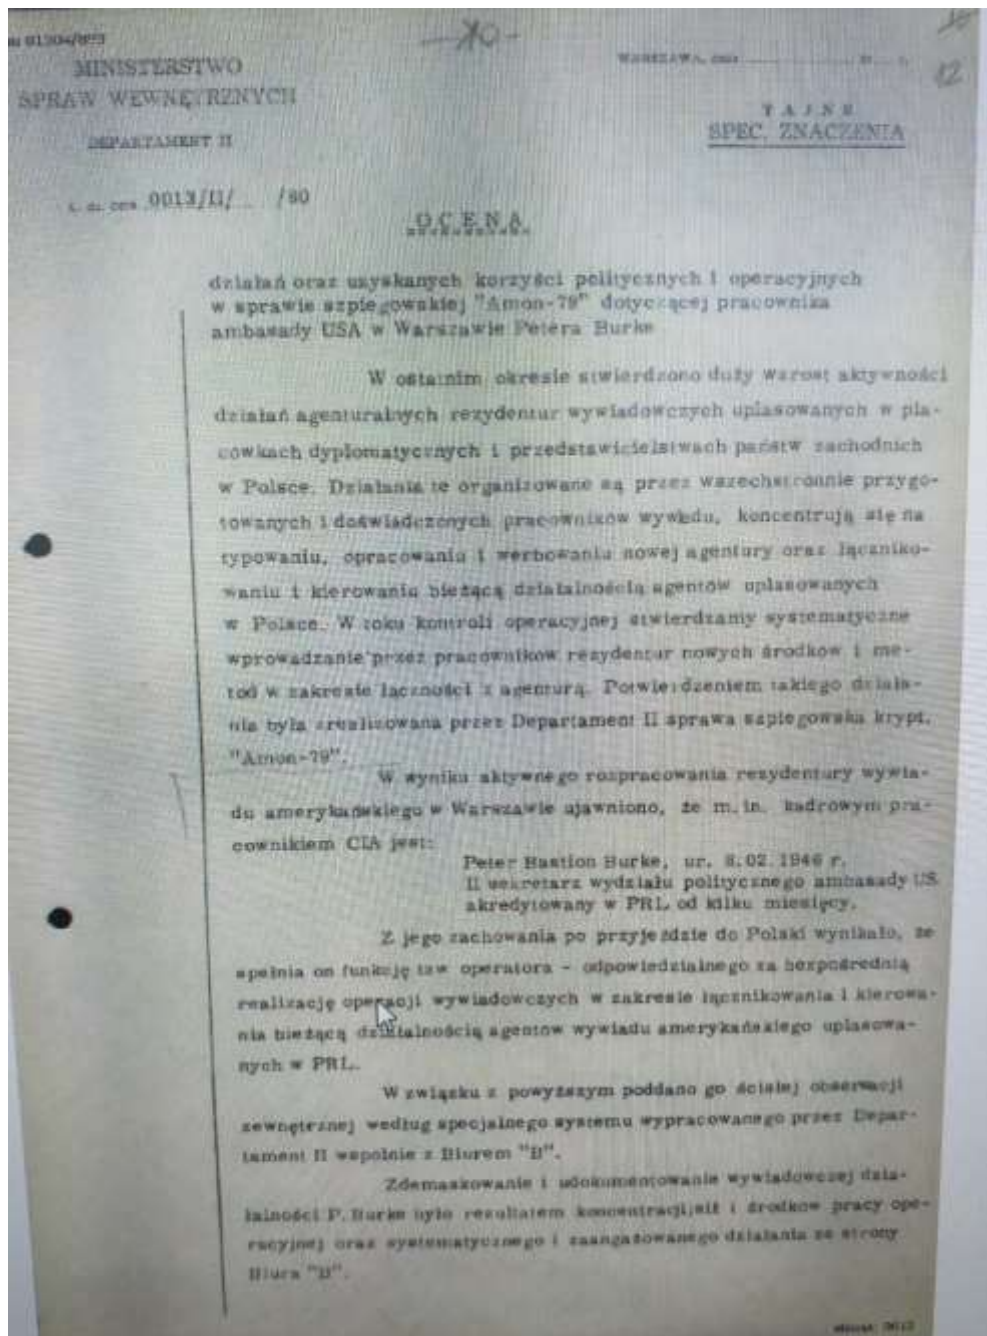 01304/83
- 10 -
12
MINISTERSTWO
SPRAW WEWNĘTRZNYCH
DEPARTAMENT II
WARSZAWA, dnia
TAJNE
SPEC. ZNACZENIA
0013/II/ /80
OCENA
działań oraz uzyskanych korzyści politycznych i operacyjnych
w sprawie szpiegowskiej "Amon-79" dotyczącej pracownika
ambasady USA w Warszawie Petera Burke
W ostatnim okresie stwierdzono duży wzrost aktywności
działań agenturalnych rezydentur wywiadowczych uplasowanych w pla-
cówkach dyplomatycznych i przedstawicielstwach państw zachodnich
w Polsce. Działania te organizowane są przez wszechstronnie przygo-
towanych i doświadczonych pracowników wywiadu, koncentrują się na
typowaniu, opracowaniu i werbowaniu nowej agentury oraz łączniko-
waniu i kierowaniu bieżącą działalnością agentów uplasowanych
w Polsce. W toku kontroli operacyjnej stwierdzamy systematyczne
wprowadzanie przez pracowników rezydentur nowych środków i me-
tod w zakresie łączności z agenturą. Potwierdzeniem takiego działa-
nia była zrealizowana przez Departament II sprawa szpiegowska krypt.
"Amon-79".
W wyniku aktywnego rozpracowania rezydentury wywia-
du amerykańskiego w Warszawie ujawniono, że m.in. kadrowym pra-
cownikiem CIA jest:
Peter Bastion Burke, ur. 8.02.1946 r.
II sekretarz wydziału politycznego ambasady US
akredytowany w PRL od kilku miesięcy.
Z jego zachowania po przyjeździe do Polski wynikało, że
spełnia on funkcję tzw operatora - odpowiedzialnego za bezpośrednią
realizację operacji wywiadowczych w zakresie łącznikowania i kierowa-
nia bieżącą działalnością agentów wywiadu amerykańskiego uplasowa-
nych w PRL.
W związku z powyższym poddano go ścisłej obserwacji
zewnętrznej według specjalnego systemu wypracowanego przez Depar-
tament II wspólnie z Biurem "B".
Zdemaskowanie i udokumentowanie wywiadowczej dzia-
łalności P. Burke było rezultatem koncentracji sił i środków pracy ope-
racyjnej oraz systematycznego i zaangażowanego działania ze strony
Biura "B".